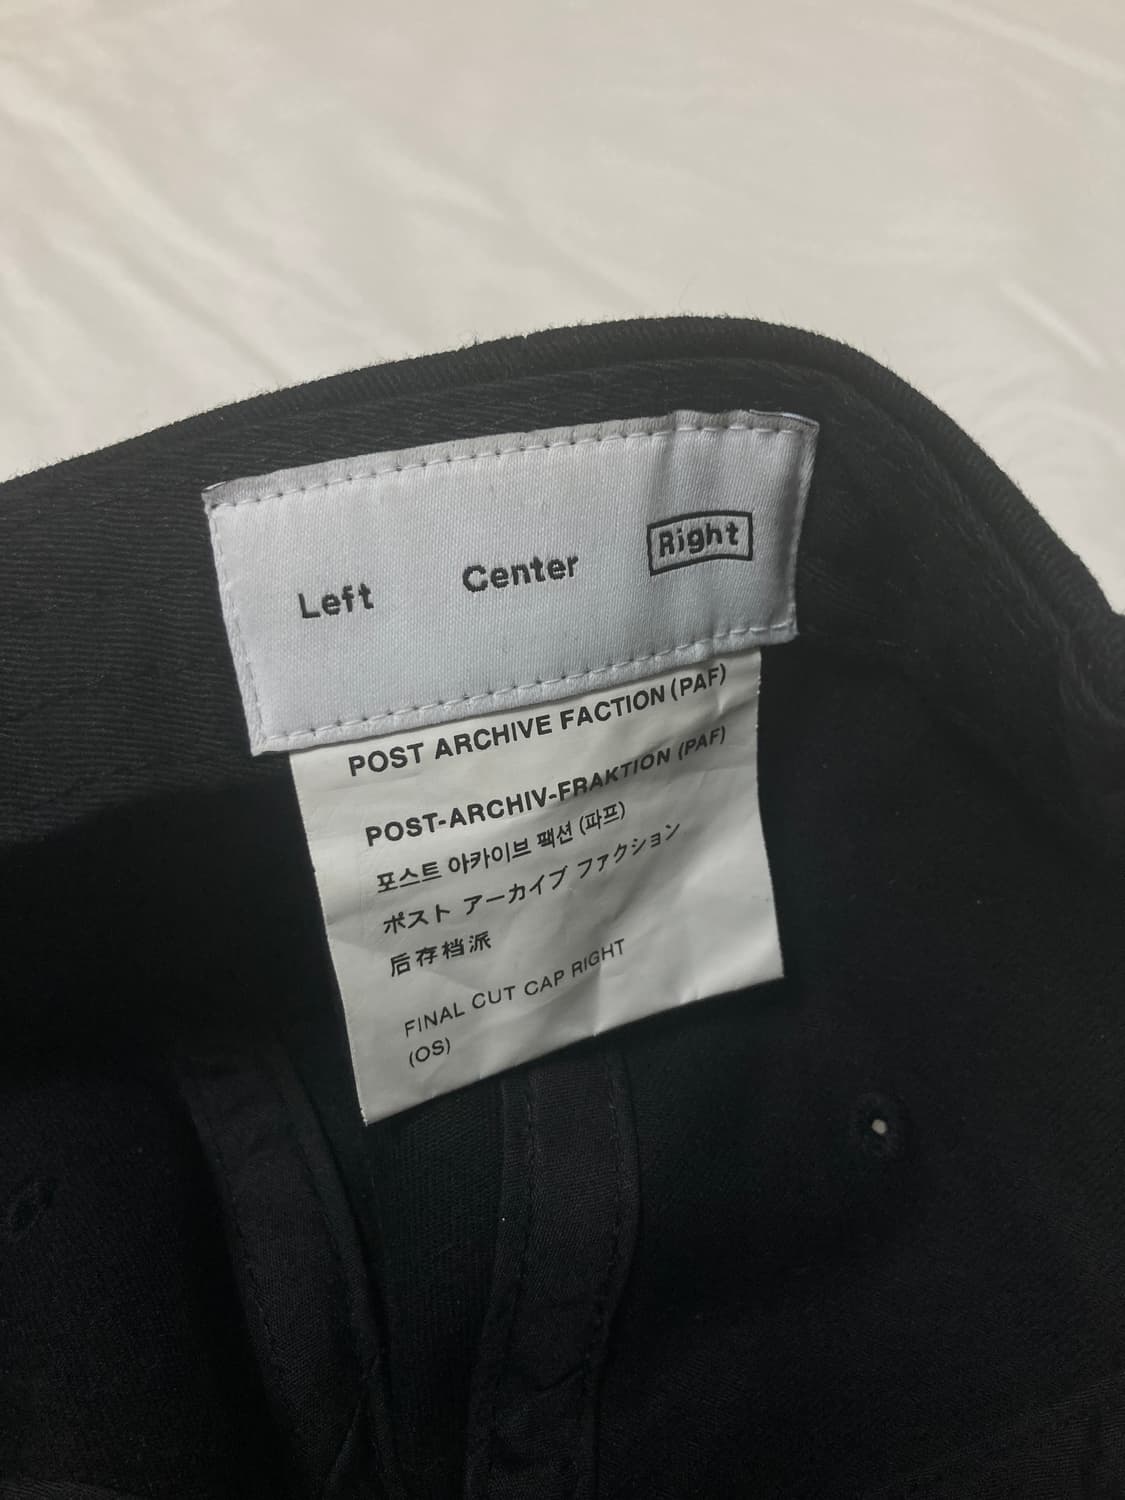 Left Center Right
POST ARCHIVE FACTION (PAF)
POST-ARCHIV-FRAKTION (PAF)
포스트 아카이브 팩션 (파프)
ポスト アーカイブ ファクション
后存档派
FINAL CUT CAP RIGHT
(OS)